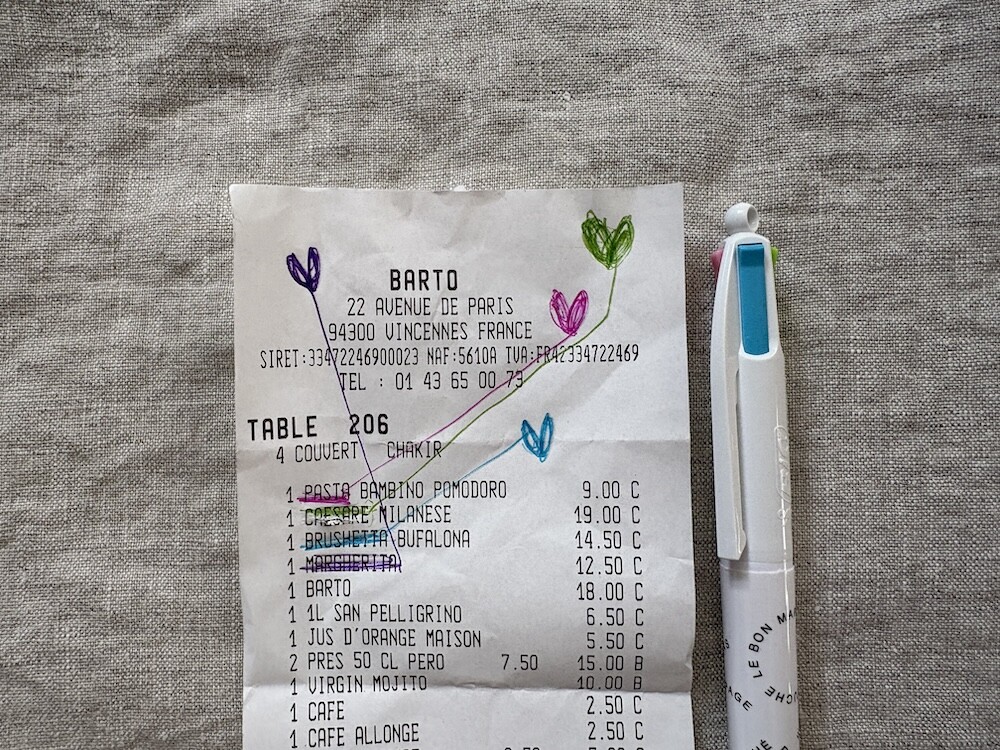 BARTO
22 AVENUE DE PARIS
94300 VINCENNES FRANCE
SIRET:33472246900023 NAF:5610A TVA:FR42334722469
TEL : 01 43 65 00 73
TABLE 206
4 COUVERT CHAKIR
1 PASTA BAMBINO POMODORO 9.00 C
1 CAESARE MILANESE 19.00 C
1 BRUSHETTA BUFALONA 14.50 C
1 MARGHERITA 12.50 C
1 BARTO 18.00 C
1 1L SAN PELLIGRINO 6.50 C
1 JUS D'ORANGE MAISON 5.50 C
2 PRES 50 CL PERO 7.50 15.00 B
1 VIRGIN MOJITO 10.00 B
1 CAFE 2.50 C
1 CAFE ALLONGE 2.50 C
LE BON MA